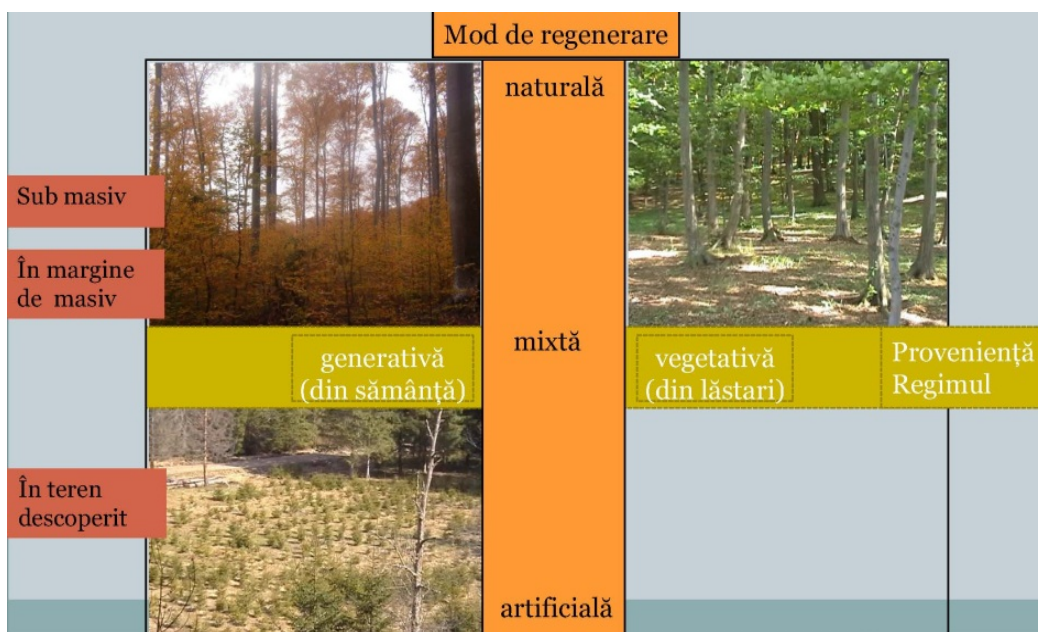 Mod de regenerare
naturală
Sub masiv
În margine
de masiv
mixtă
generativă
(din sămânță)
vegetativă
(din lăstari)
Proveniență
Regimul
În teren
descoperit
artificială